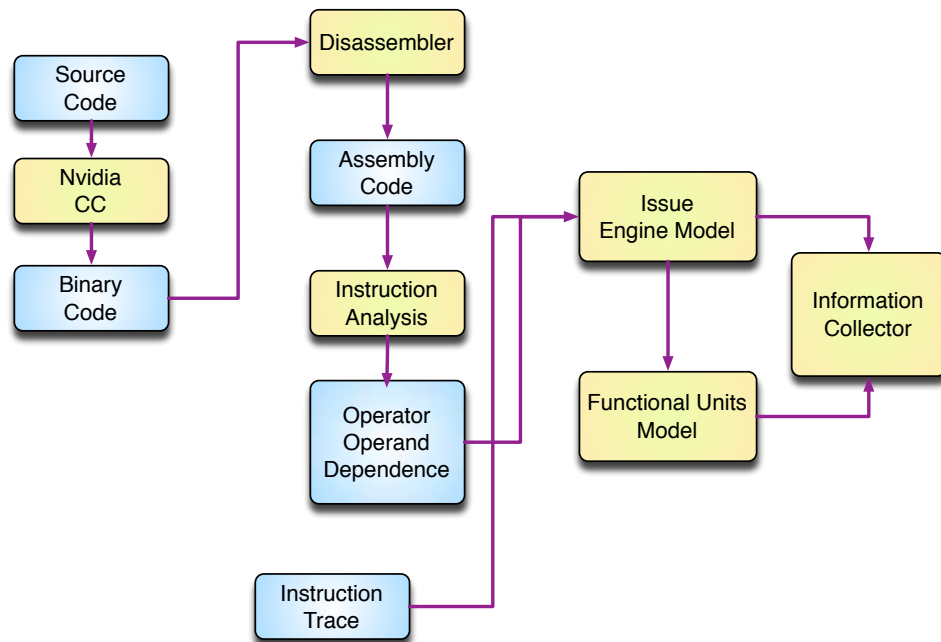 Source
Code
Nvidia
CC
Binary
Code
Disassembler
Assembly
Code
Instruction
Analysis
Operator
Operand
Dependence
Instruction
Trace
Issue
Engine Model
Functional Units
Model
Information
Collector